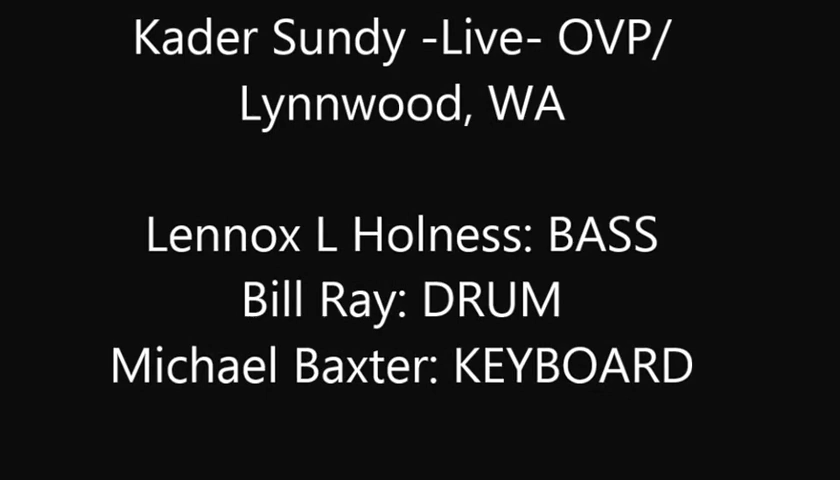 Kader Sundy -Live- OVP/
Lynnwood, WA
Lennox L Holness: BASS
Bill Ray: DRUM
Michael Baxter: KEYBOARD